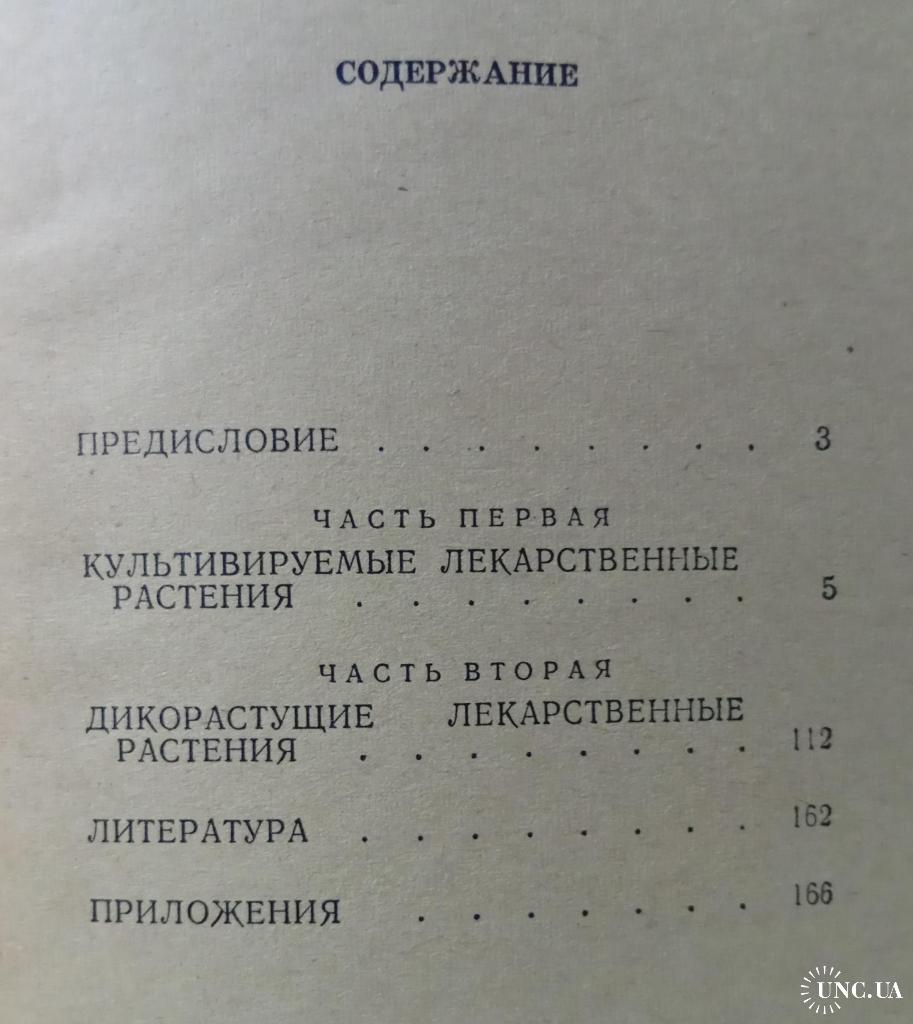 СОДЕРЖАНИЕ
ПРЕДИСЛОВИЕ . . . . . . . . 3
ЧАСТЬ ПЕРВАЯ
КУЛЬТИВИРУЕМЫЕ ЛЕКАРСТВЕННЫЕ
РАСТЕНИЯ . . . . . . . . 5
ЧАСТЬ ВТОРАЯ
ДИКОРАСТУЩИЕ ЛЕКАРСТВЕННЫЕ
РАСТЕНИЯ . . . . . . . . 112
ЛИТЕРАТУРА . . . . . . . . 162
ПРИЛОЖЕНИЯ . . . . . . . 166
UNC.UA